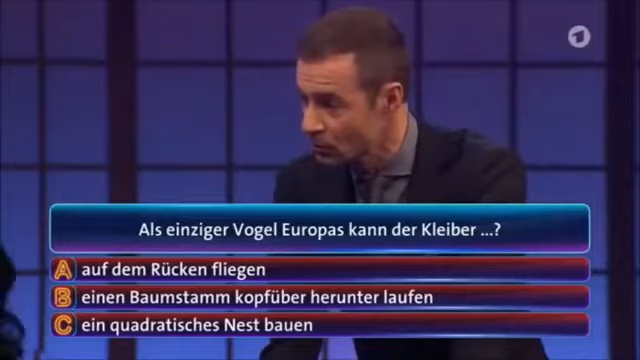 Als einziger Vogel Europas kann der Kleiber ...?
A auf dem Rücken fliegen
B einen Baumstamm kopfüber herunter laufen
C ein quadratisches Nest bauen